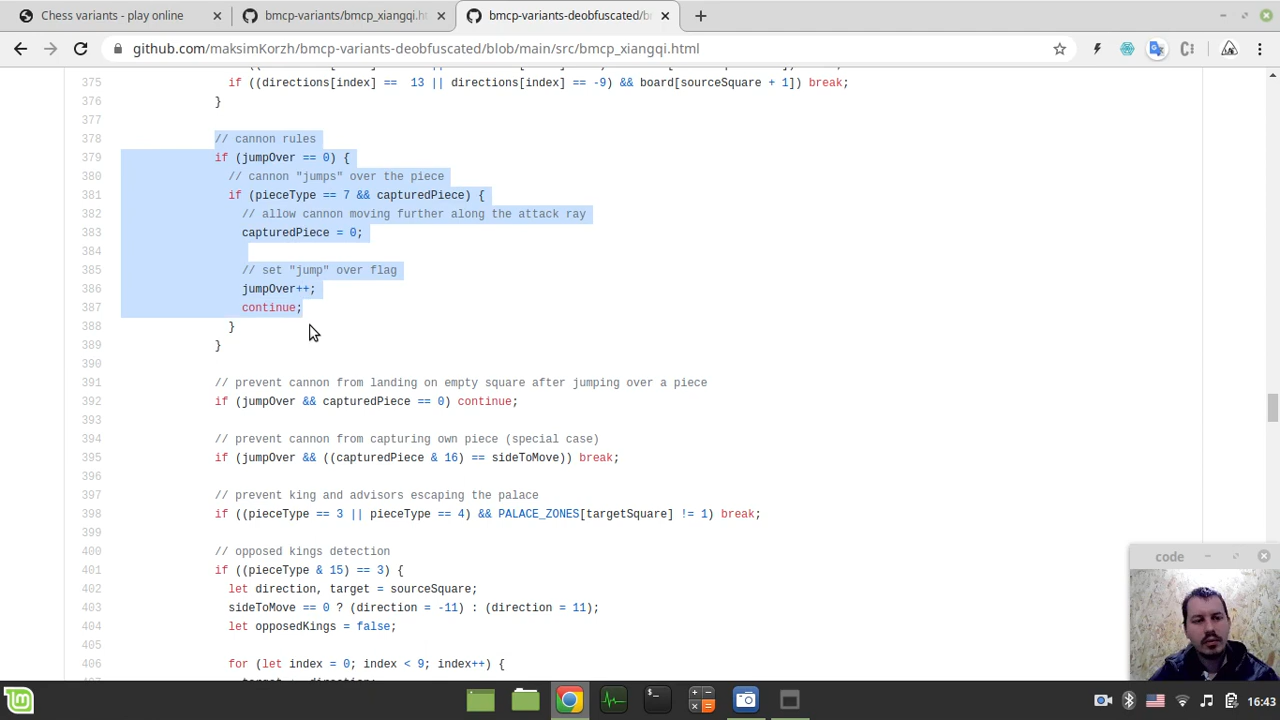 Chess variants - play online
bmcp-variants/bmcp_xiangqi.ht
bmcp-variants-deobfuscated/b
github.com/maksimKorzh/bmcp-variants-deobfuscated/blob/main/src/bmcp_xiangqi.html
375 if ((directions[index] ==  13 || directions[index] == -9) && board[sourceSquare + 1]) break;
376 }
377
378 // cannon rules
379 if (jumpOver == 0) {
380 // cannon "jumps" over the piece
381 if (pieceType == 7 && capturedPiece) {
382 // allow cannon moving further along the attack ray
383 capturedPiece = 0;
384
385 // set "jump" over flag
386 jumpOver++;
387 continue;
388 }
389 }
390
391 // prevent cannon from landing on empty square after jumping over a piece
392 if (jumpOver && capturedPiece == 0) continue;
393
394 // prevent cannon from capturing own piece (special case)
395 if (jumpOver && ((capturedPiece & 16) == sideToMove)) break;
396
397 // prevent king and advisors escaping the palace
398 if ((pieceType == 3 || pieceType == 4) && PALACE_ZONES[targetSquare] != 1) break;
399
400 // opposed kings detection
401 if ((pieceType & 15) == 3) {
402 let direction, target = sourceSquare;
403 sideToMove == 0 ? (direction = -11) : (direction = 11);
404 let opposedKings = false;
405
406 for (let index = 0; index < 9; index++) {
code
16:43